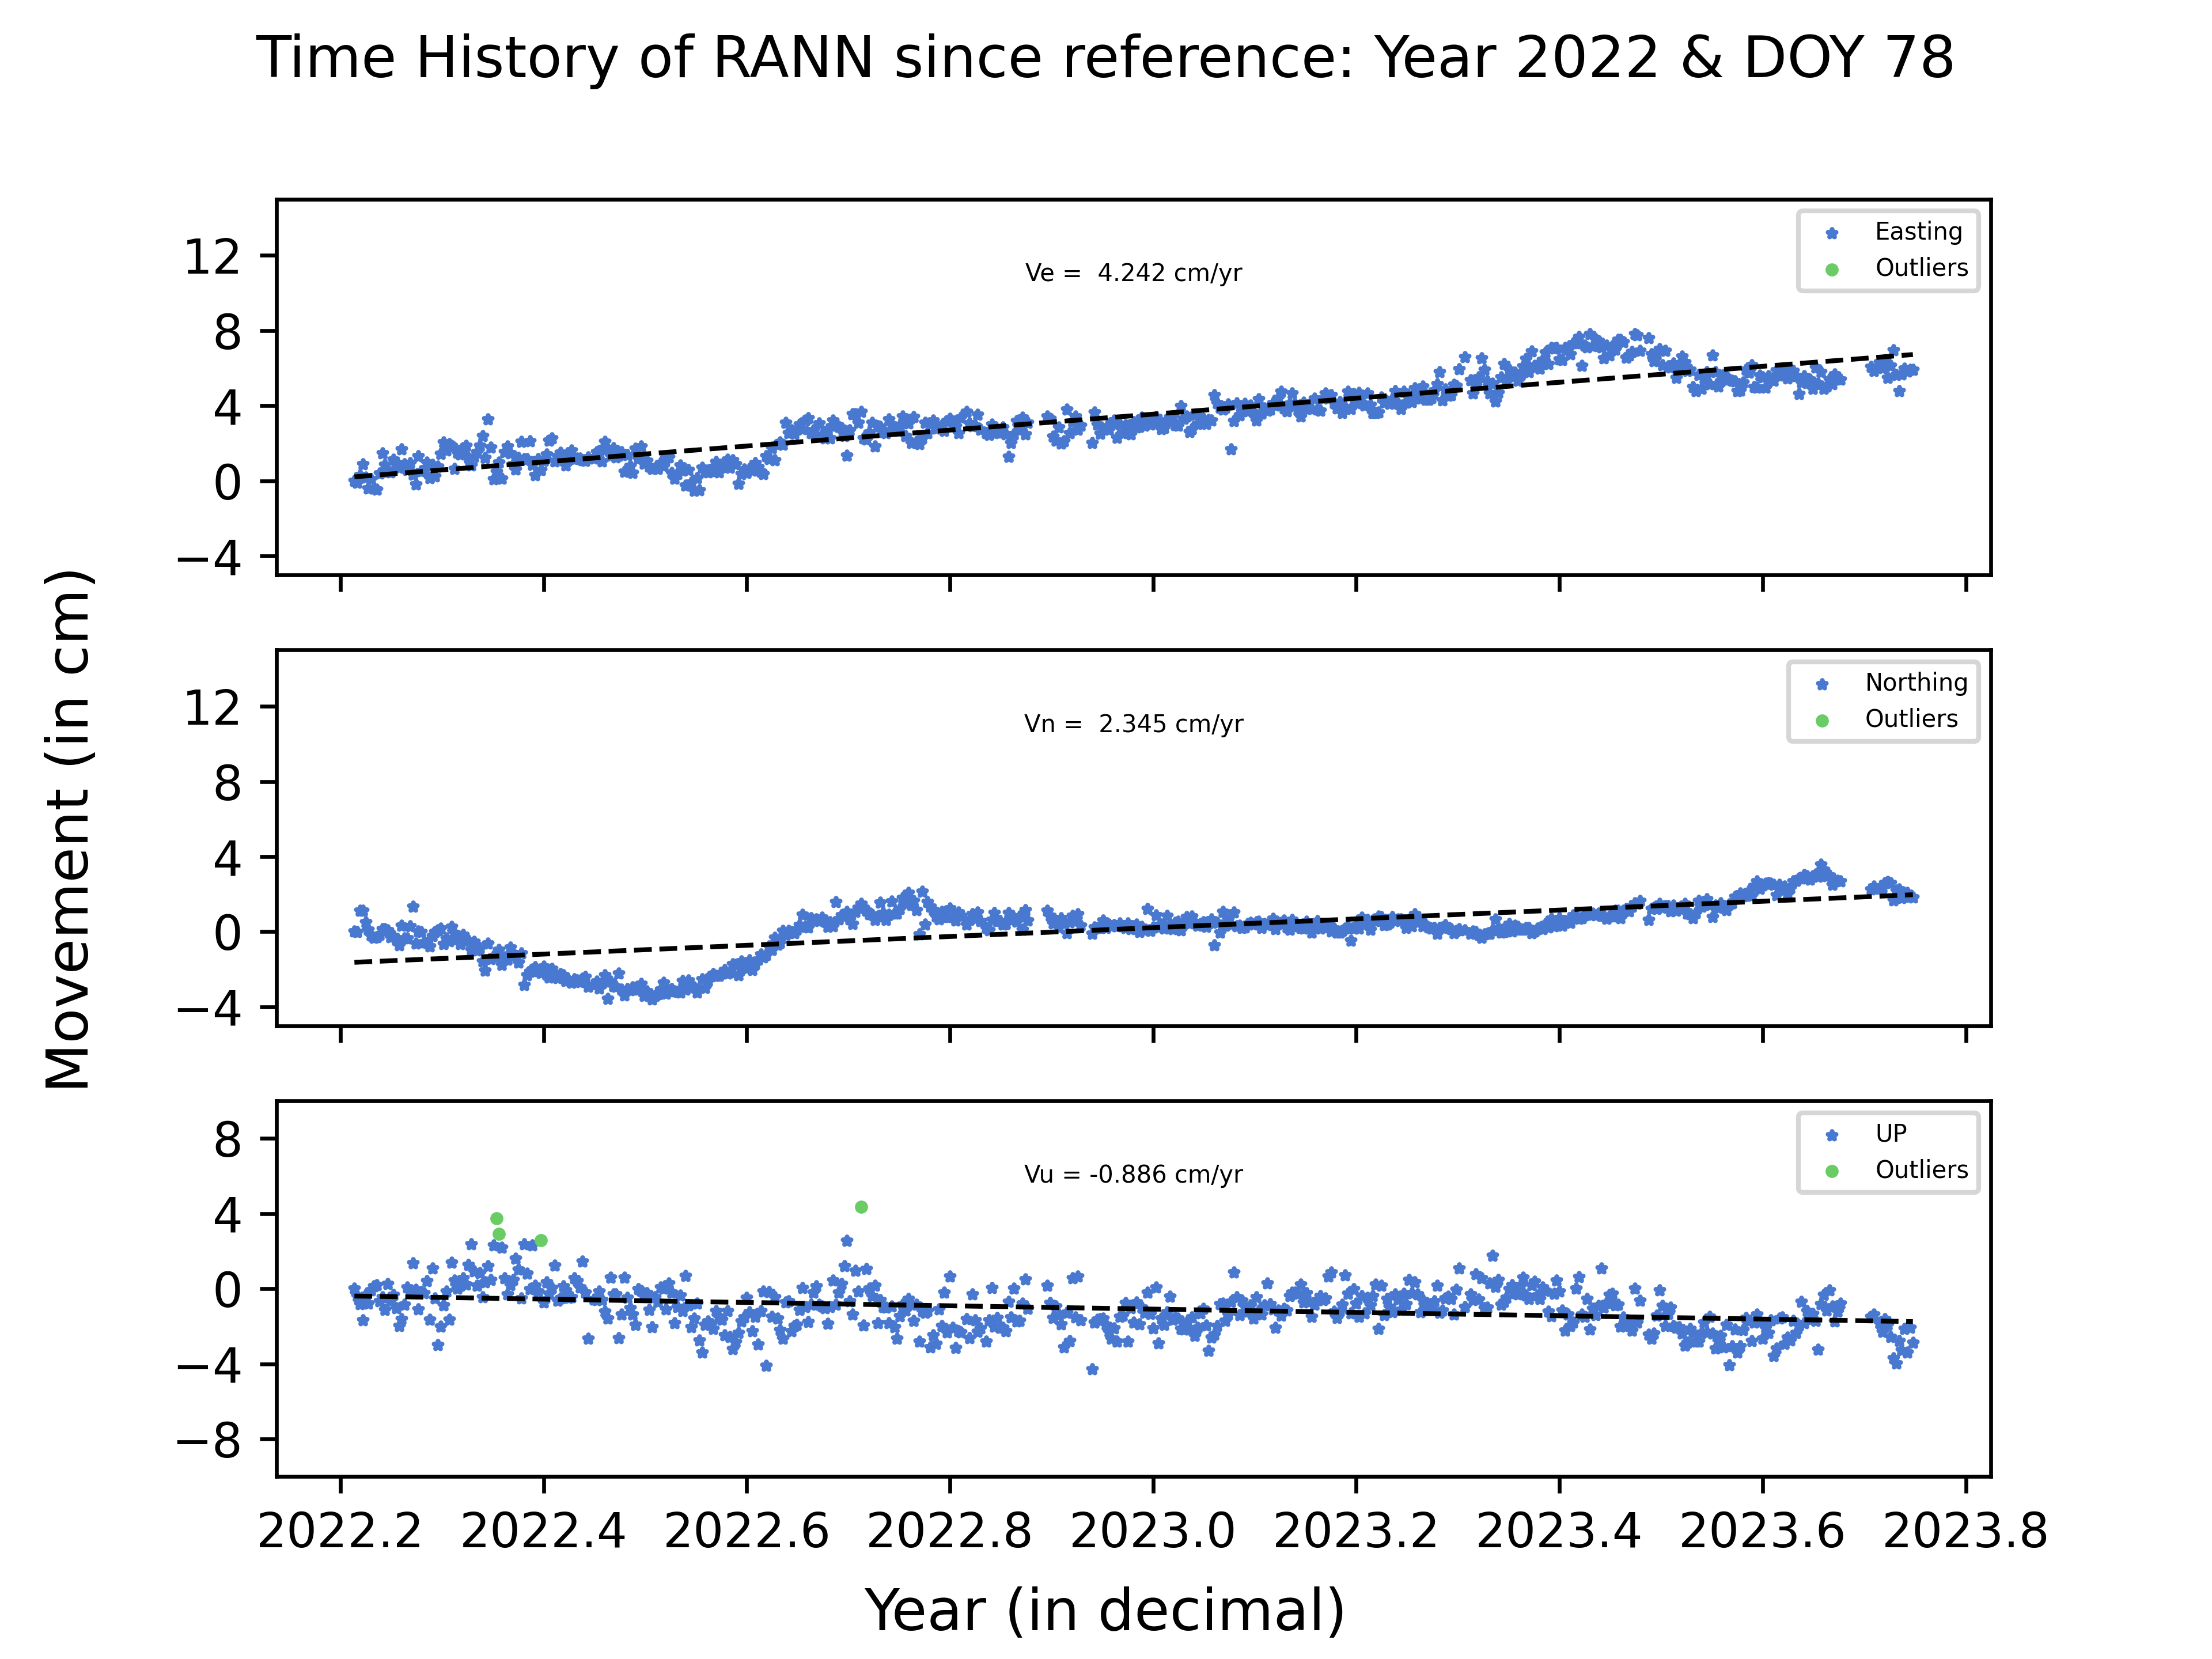 Time History of RANN since reference: Year 2022 & DOY 78
Movement (in cm)
12
8
4
0
−4
Ve =  4.242 cm/yr
Easting
Outliers
12
8
4
0
−4
Vn =  2.345 cm/yr
Northing
Outliers
8
4
0
−4
−8
Vu = -0.886 cm/yr
UP
Outliers
2022.2 2022.4 2022.6 2022.8 2023.0 2023.2 2023.4 2023.6 2023.8
Year (in decimal)